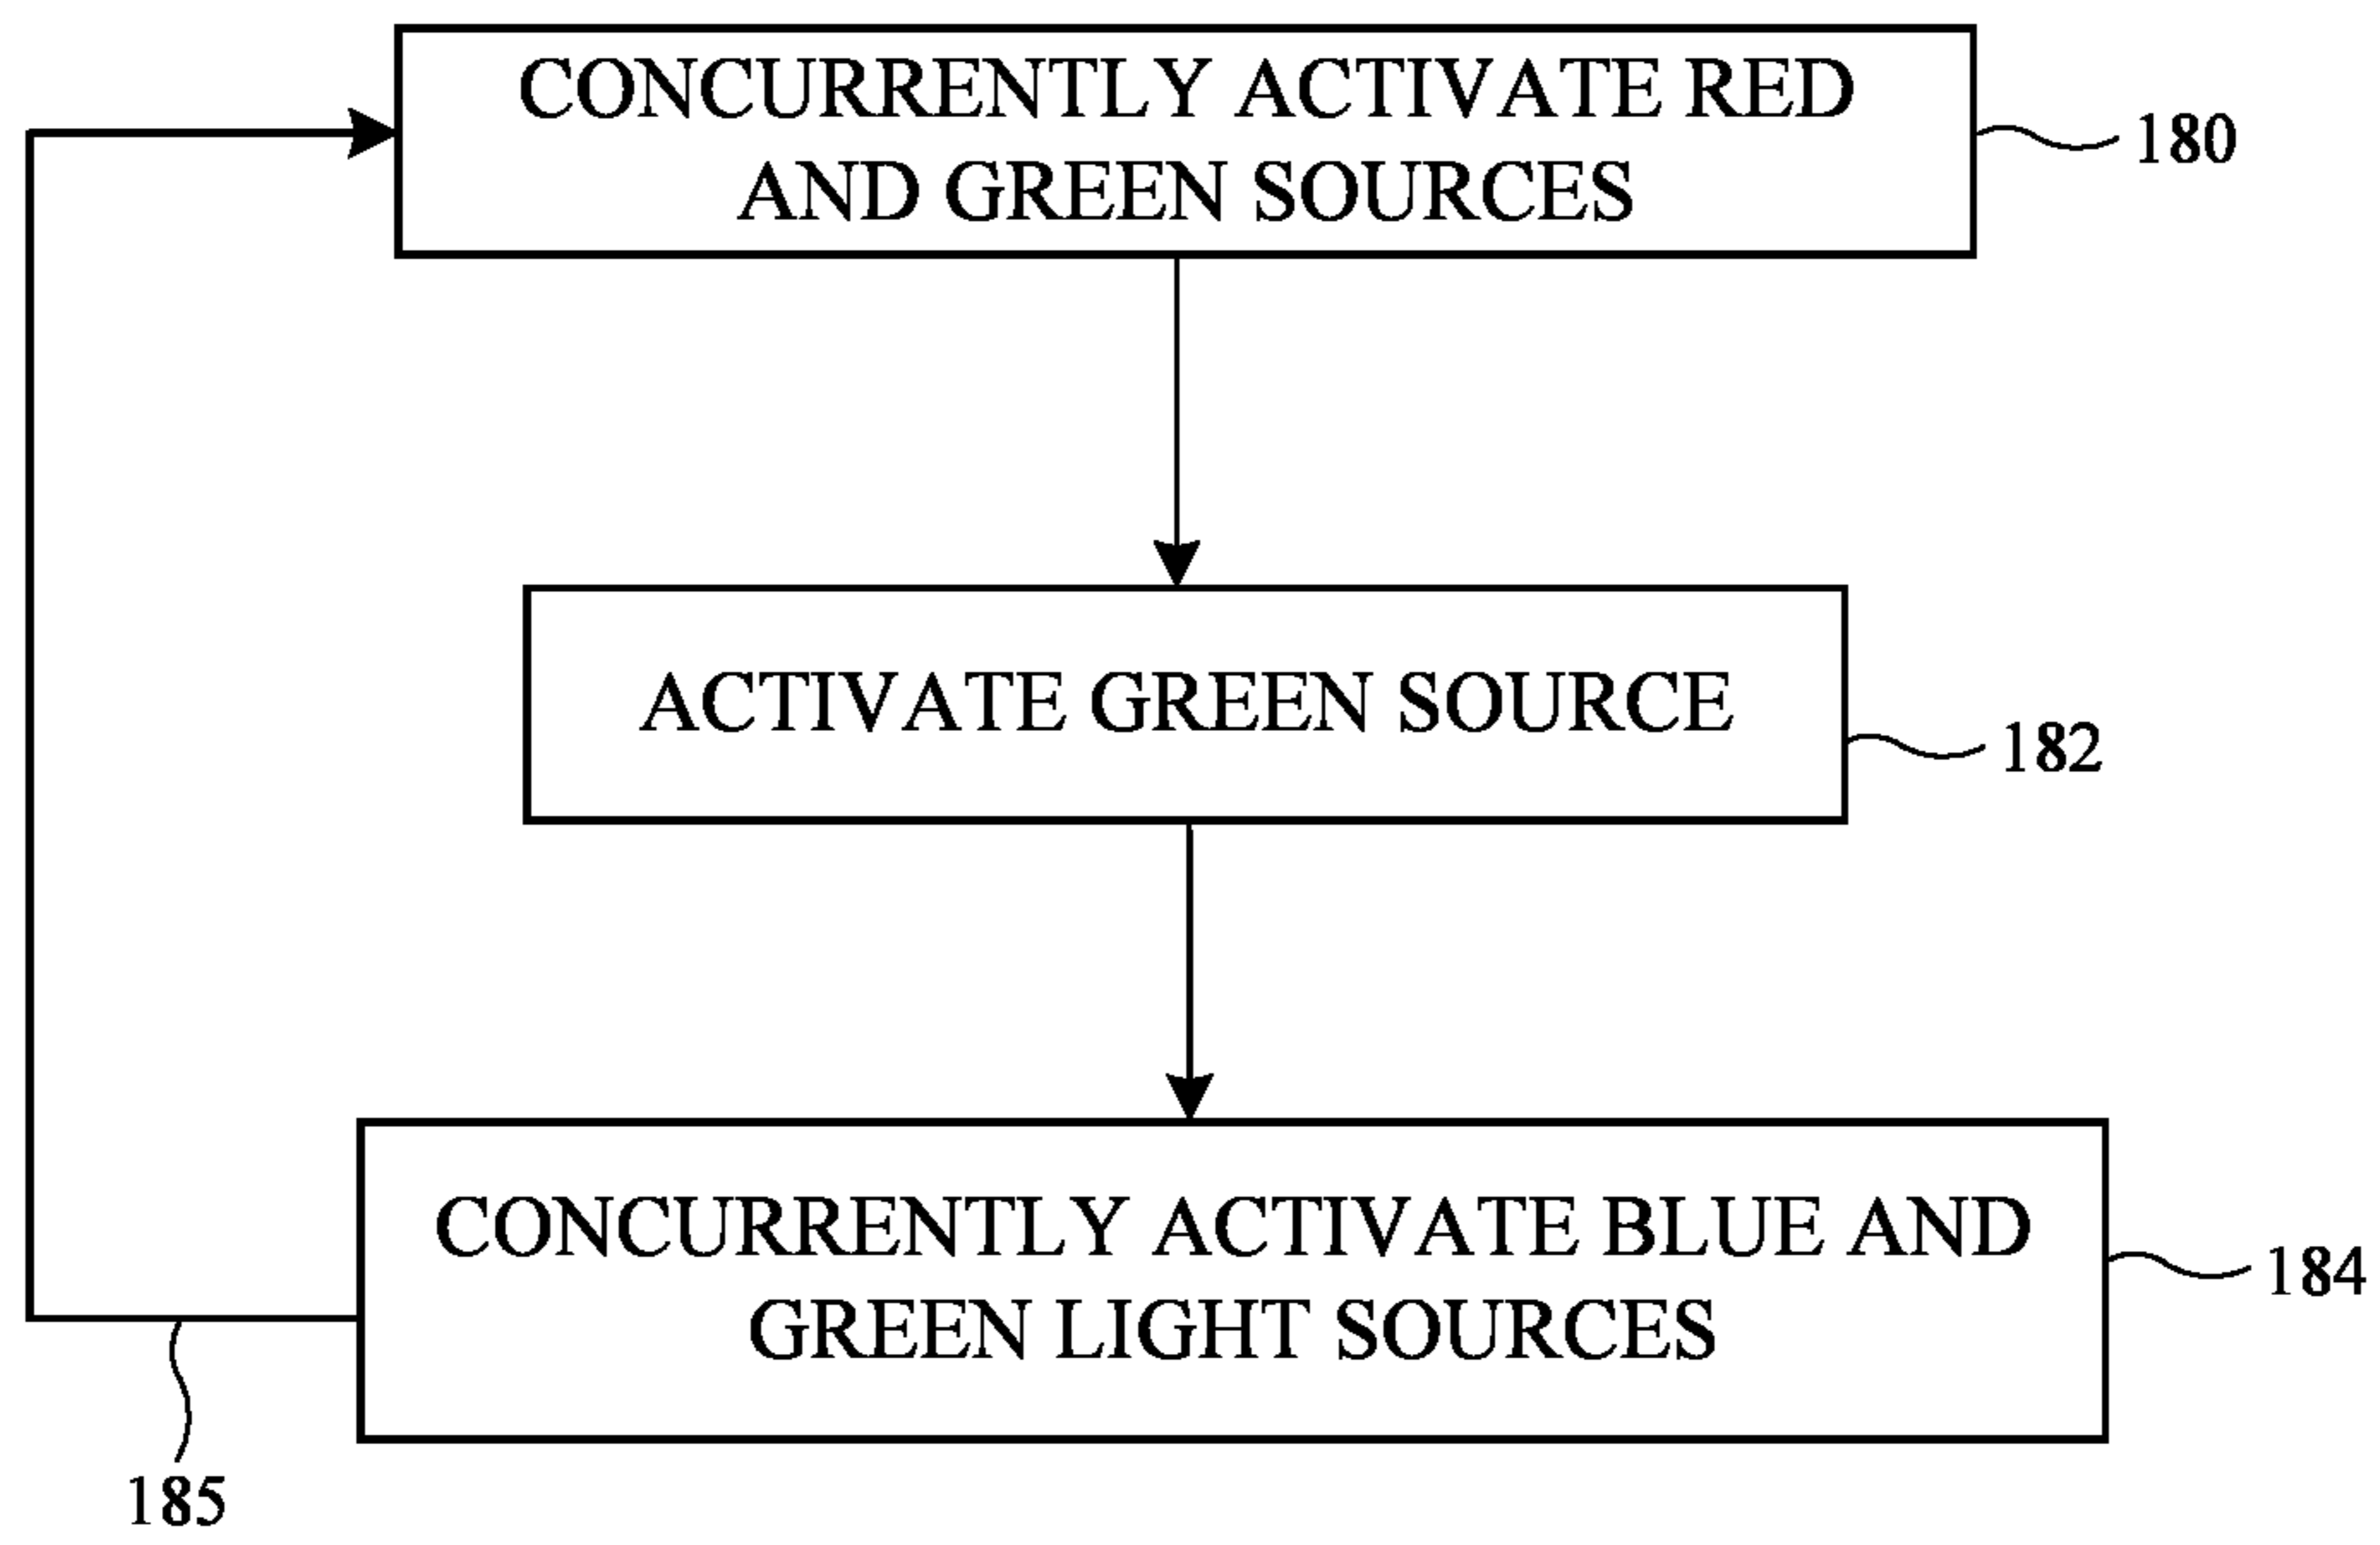 CONCURRENTLY ACTIVATE RED
AND GREEN SOURCES
180
ACTIVATE GREEN SOURCE
182
CONCURRENTLY ACTIVATE BLUE AND
GREEN LIGHT SOURCES
184
185